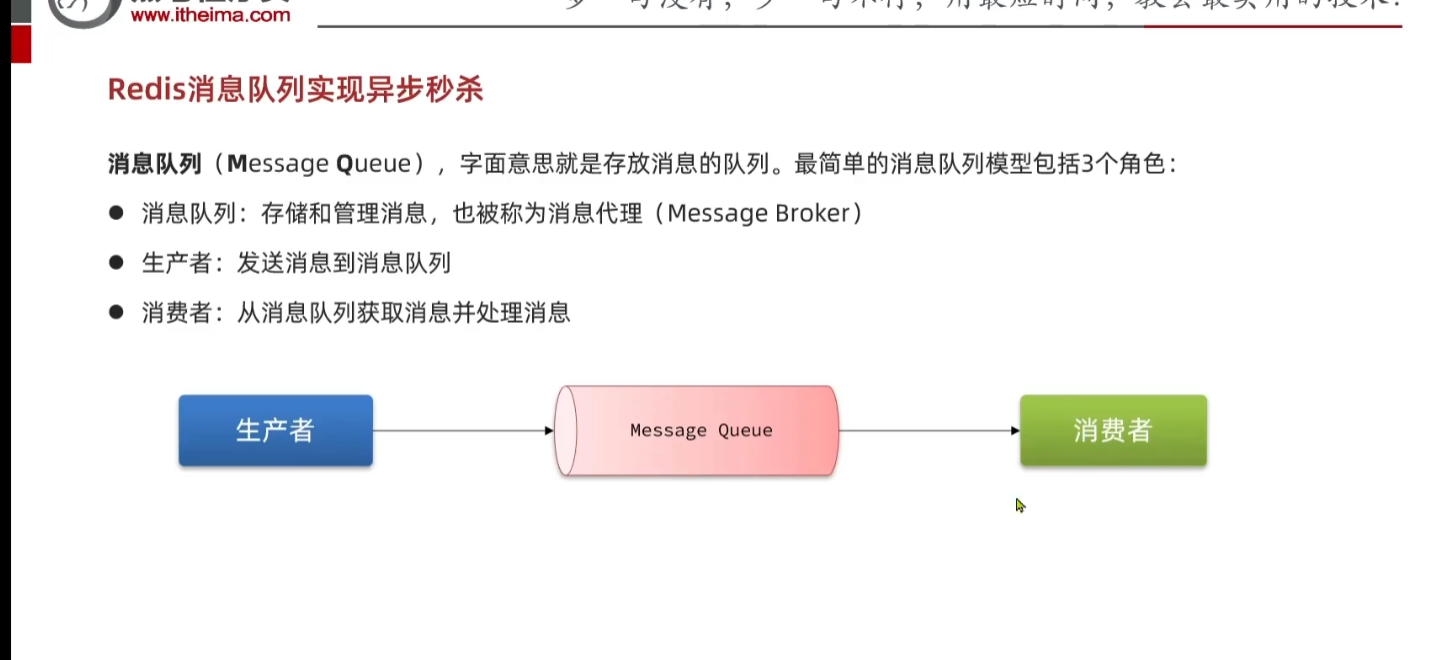 www.itheima.com
Redis消息队列实现异步秒杀
消息队列（Message Queue），字面意思就是存放消息的队列。最简单的消息队列模型包括3个角色：
● 消息队列：存储和管理消息，也被称为消息代理（Message Broker）
● 生产者：发送消息到消息队列
● 消费者：从消息队列获取消息并处理消息
生产者
Message Queue
消费者